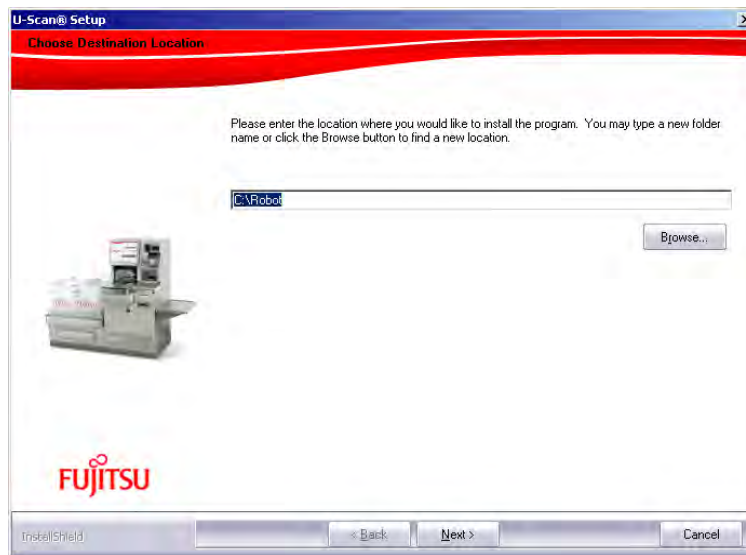 U-Scan® Setup
Choose Destination Location
Please enter the location where you would like to install the program. You may type a new folder
name or click the Browse button to find a new location.
C:\Robot
Browse...
FUJITSU
InstallShield
< Back
Next >
Cancel